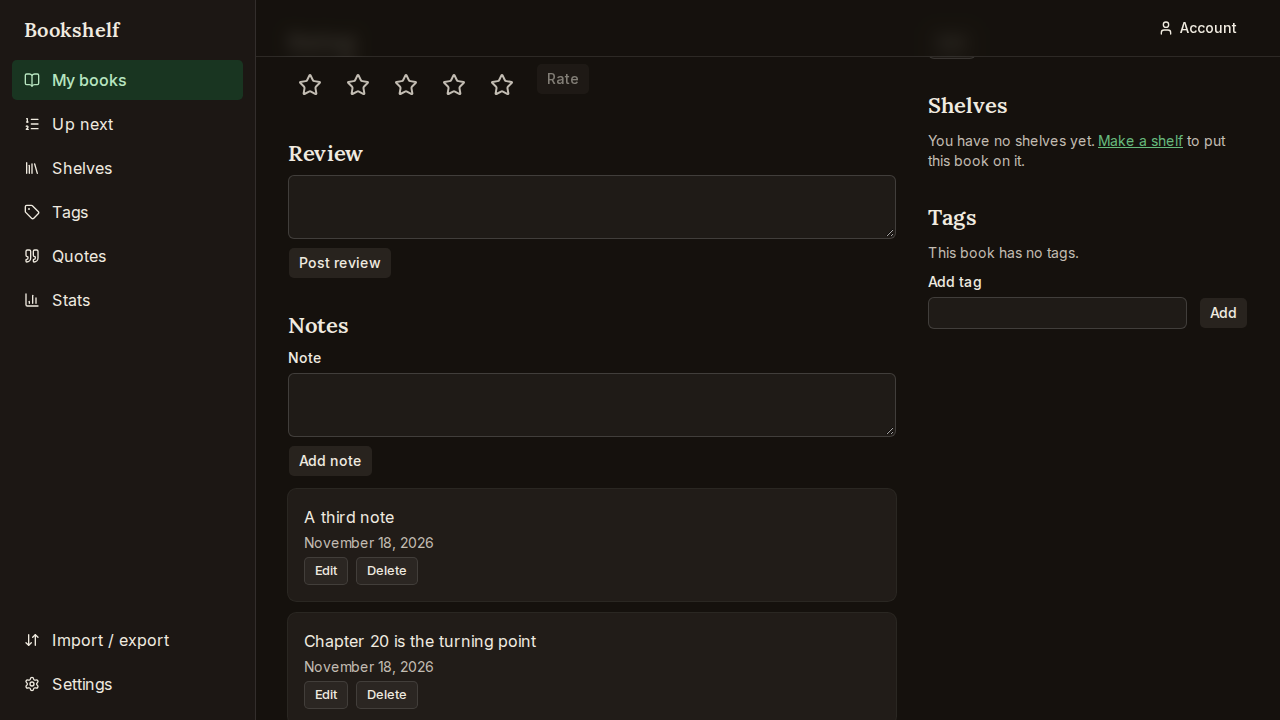 Bookshelf
My books
Up next
Shelves
Tags
Quotes
Stats
Import / export
Settings
Account
Rate
Review
Post review
Notes
Note
Add note
A third note
November 18, 2026
Edit Delete
Chapter 20 is the turning point
November 18, 2026
Edit Delete
Shelves
You have no shelves yet. Make a shelf to put
this book on it.
Tags
This book has no tags.
Add tag
Add